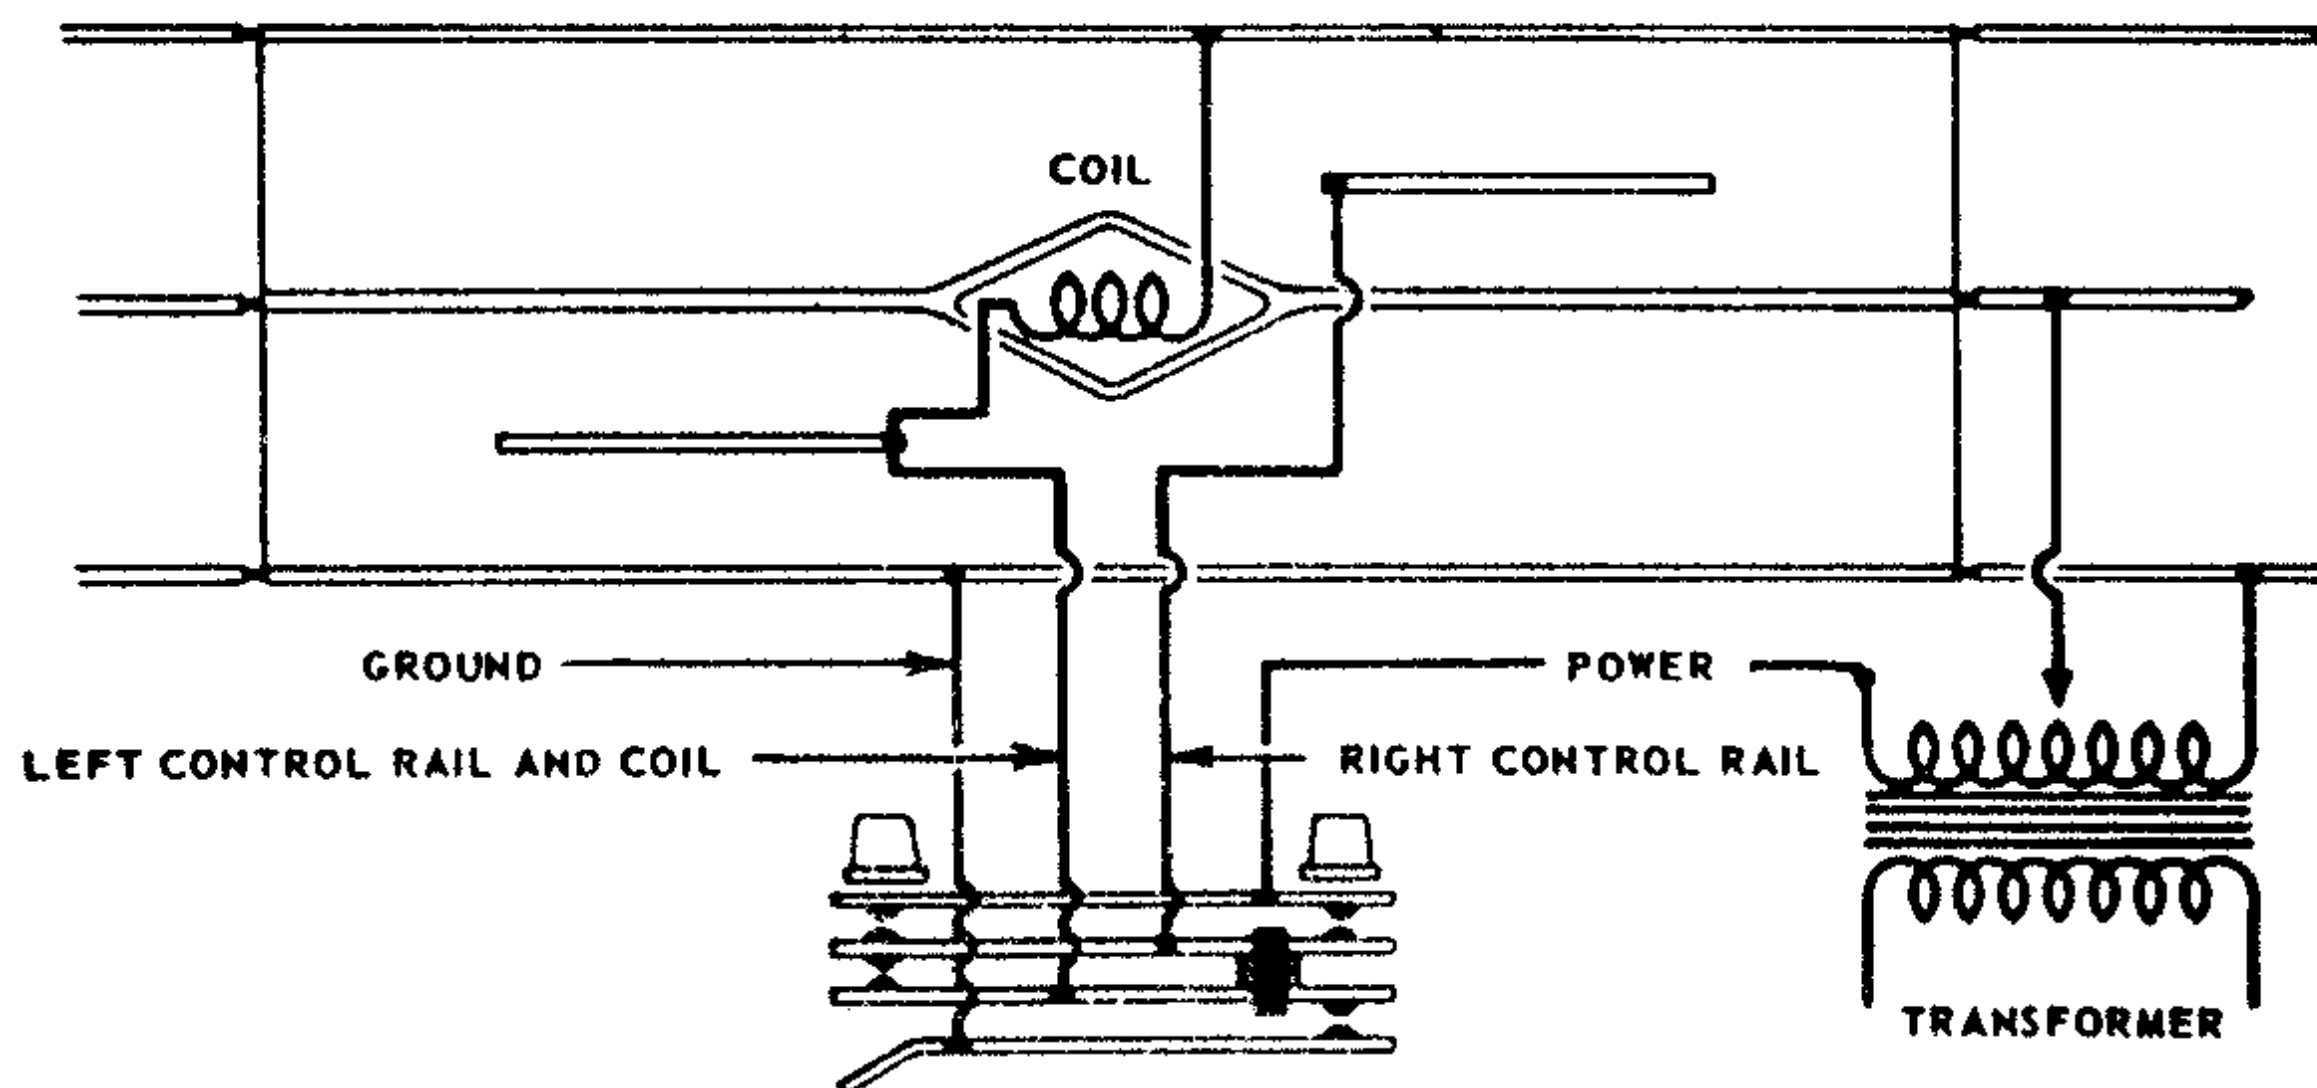 COIL
GROUND
POWER
LEFT CONTROL RAIL AND COIL
RIGHT CONTROL RAIL
TRANSFORMER